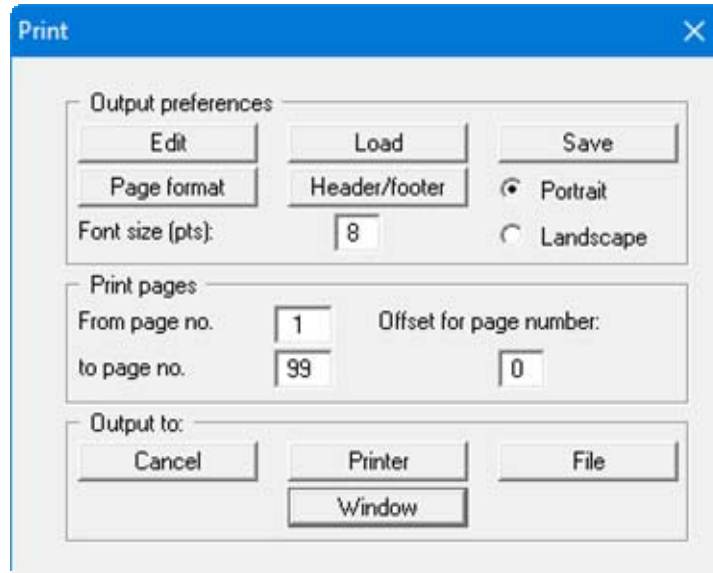 Print
Output preferences
Edit Load Save
Page format Header/footer Portrait
Font size (pts): 8 Landscape
Print pages
From page no. 1 Offset for page number:
to page no. 99 0
Output to:
Cancel Printer File
Window